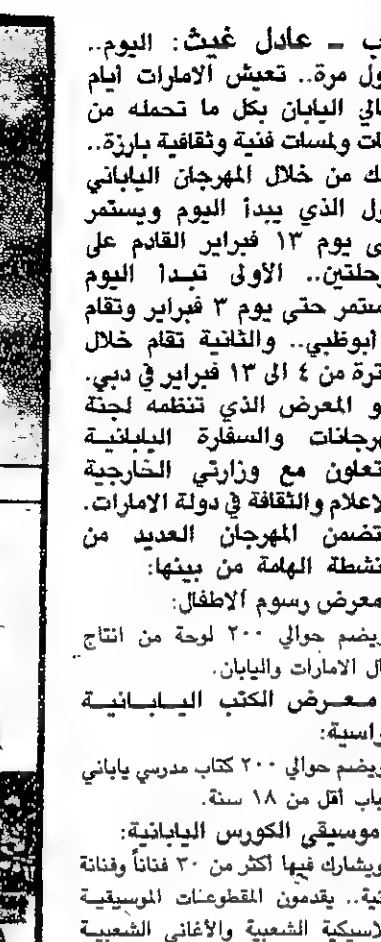 ب - عادل غيث: اليوم..
ول مرة.. تعيش الامارات أيام
الي اليابان بكل ما تحمله من
ات ولمسات فنية وثقافية بارزة..
ك من خلال المهرجان الياباني
ول الذي يبدأ اليوم ويستمر
ى يوم ١٣ فبراير القادم على
حلتين.. الأولى تبدأ اليوم
ستمر حتى يوم ٣ فبراير وتقام
أبوظبي.. والثانية تقام خلال
ترة من ٤ الى ١٣ فبراير في دبي.
و المعرض الذي تنظمه لجنة
هرجانات والسفارة اليابانية
تعاون مع وزارتي الخارجية
لاعلام والثقافة في دولة الامارات.
تضمن المهرجان العديد من
نشطة الهامة من بينها:
معرض رسوم الاطفال:
يضم حوالي ٢٠٠ لوحة من انتاج
ال الامارات واليابان.
معرض الكتب اليابانية
راسية:
يضم حوالي ٢٠٠ كتاب مدرسي ياباني
باب أقل من ١٨ سنة.
موسيقى الكورس اليابانية:
ويشارك فيها أكثر من ٣٠ فناناً وفنانة
نية.. يقدمون المقطوعات الموسيقية
لاسيكية الشعبية والأغاني الشعبية